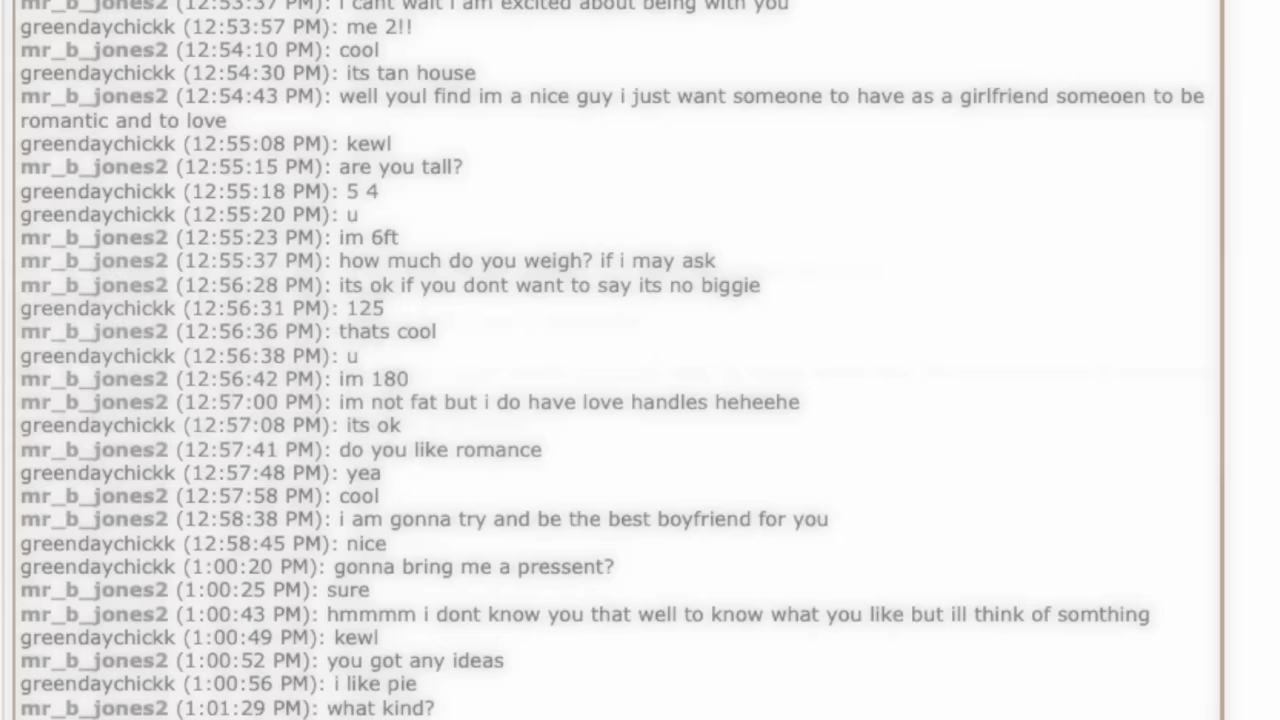 mr_b_jones2 (12:53:37 PM): i cant wait i am excited about being with you
greendaychickk (12:53:57 PM): me 2!!
mr_b_jones2 (12:54:10 PM): cool
greendaychickk (12:54:30 PM): its tan house
mr_b_jones2 (12:54:43 PM): well youl find im a nice guy i just want someone to have as a girlfriend someoen to be
romantic and to love
greendaychickk (12:55:08 PM): kewl
mr_b_jones2 (12:55:15 PM): are you tall?
greendaychickk (12:55:18 PM): 5 4
greendaychickk (12:55:20 PM): u
mr_b_jones2 (12:55:23 PM): im 6ft
mr_b_jones2 (12:55:37 PM): how much do you weigh? if i may ask
mr_b_jones2 (12:56:28 PM): its ok if you dont want to say its no biggie
greendaychickk (12:56:31 PM): 125
mr_b_jones2 (12:56:36 PM): thats cool
greendaychickk (12:56:38 PM): u
mr_b_jones2 (12:56:42 PM): im 180
mr_b_jones2 (12:57:00 PM): im not fat but i do have love handles heheehe
greendaychickk (12:57:08 PM): its ok
mr_b_jones2 (12:57:41 PM): do you like romance
greendaychickk (12:57:48 PM): yea
mr_b_jones2 (12:57:58 PM): cool
mr_b_jones2 (12:58:38 PM): i am gonna try and be the best boyfriend for you
greendaychickk (12:58:45 PM): nice
greendaychickk (1:00:20 PM): gonna bring me a pressent?
mr_b_jones2 (1:00:25 PM): sure
mr_b_jones2 (1:00:43 PM): hmmmm i dont know you that well to know what you like but ill think of somthing
greendaychickk (1:00:49 PM): kewl
mr_b_jones2 (1:00:52 PM): you got any ideas
greendaychickk (1:00:56 PM): i like pie
mr_b_jones2 (1:01:29 PM): what kind?